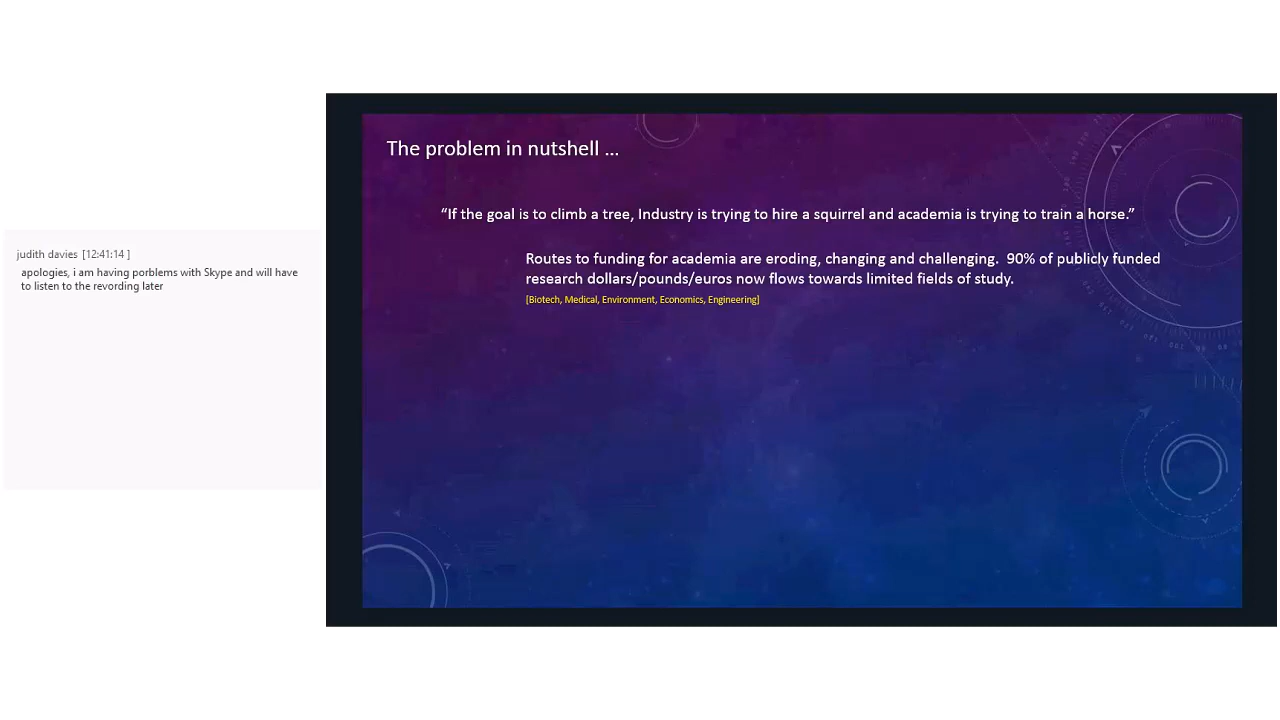 judith davies [12:41:14 ]
apologies, i am having porblems with Skype and will have
to listen to the revording later
The problem in nutshell ...
“If the goal is to climb a tree, Industry is trying to hire a squirrel and academia is trying to train a horse.”
Routes to funding for academia are eroding, changing and challenging. 90% of publicly funded
research dollars/pounds/euros now flows towards limited fields of study.
[Biotech, Medical, Environment, Economics, Engineering]